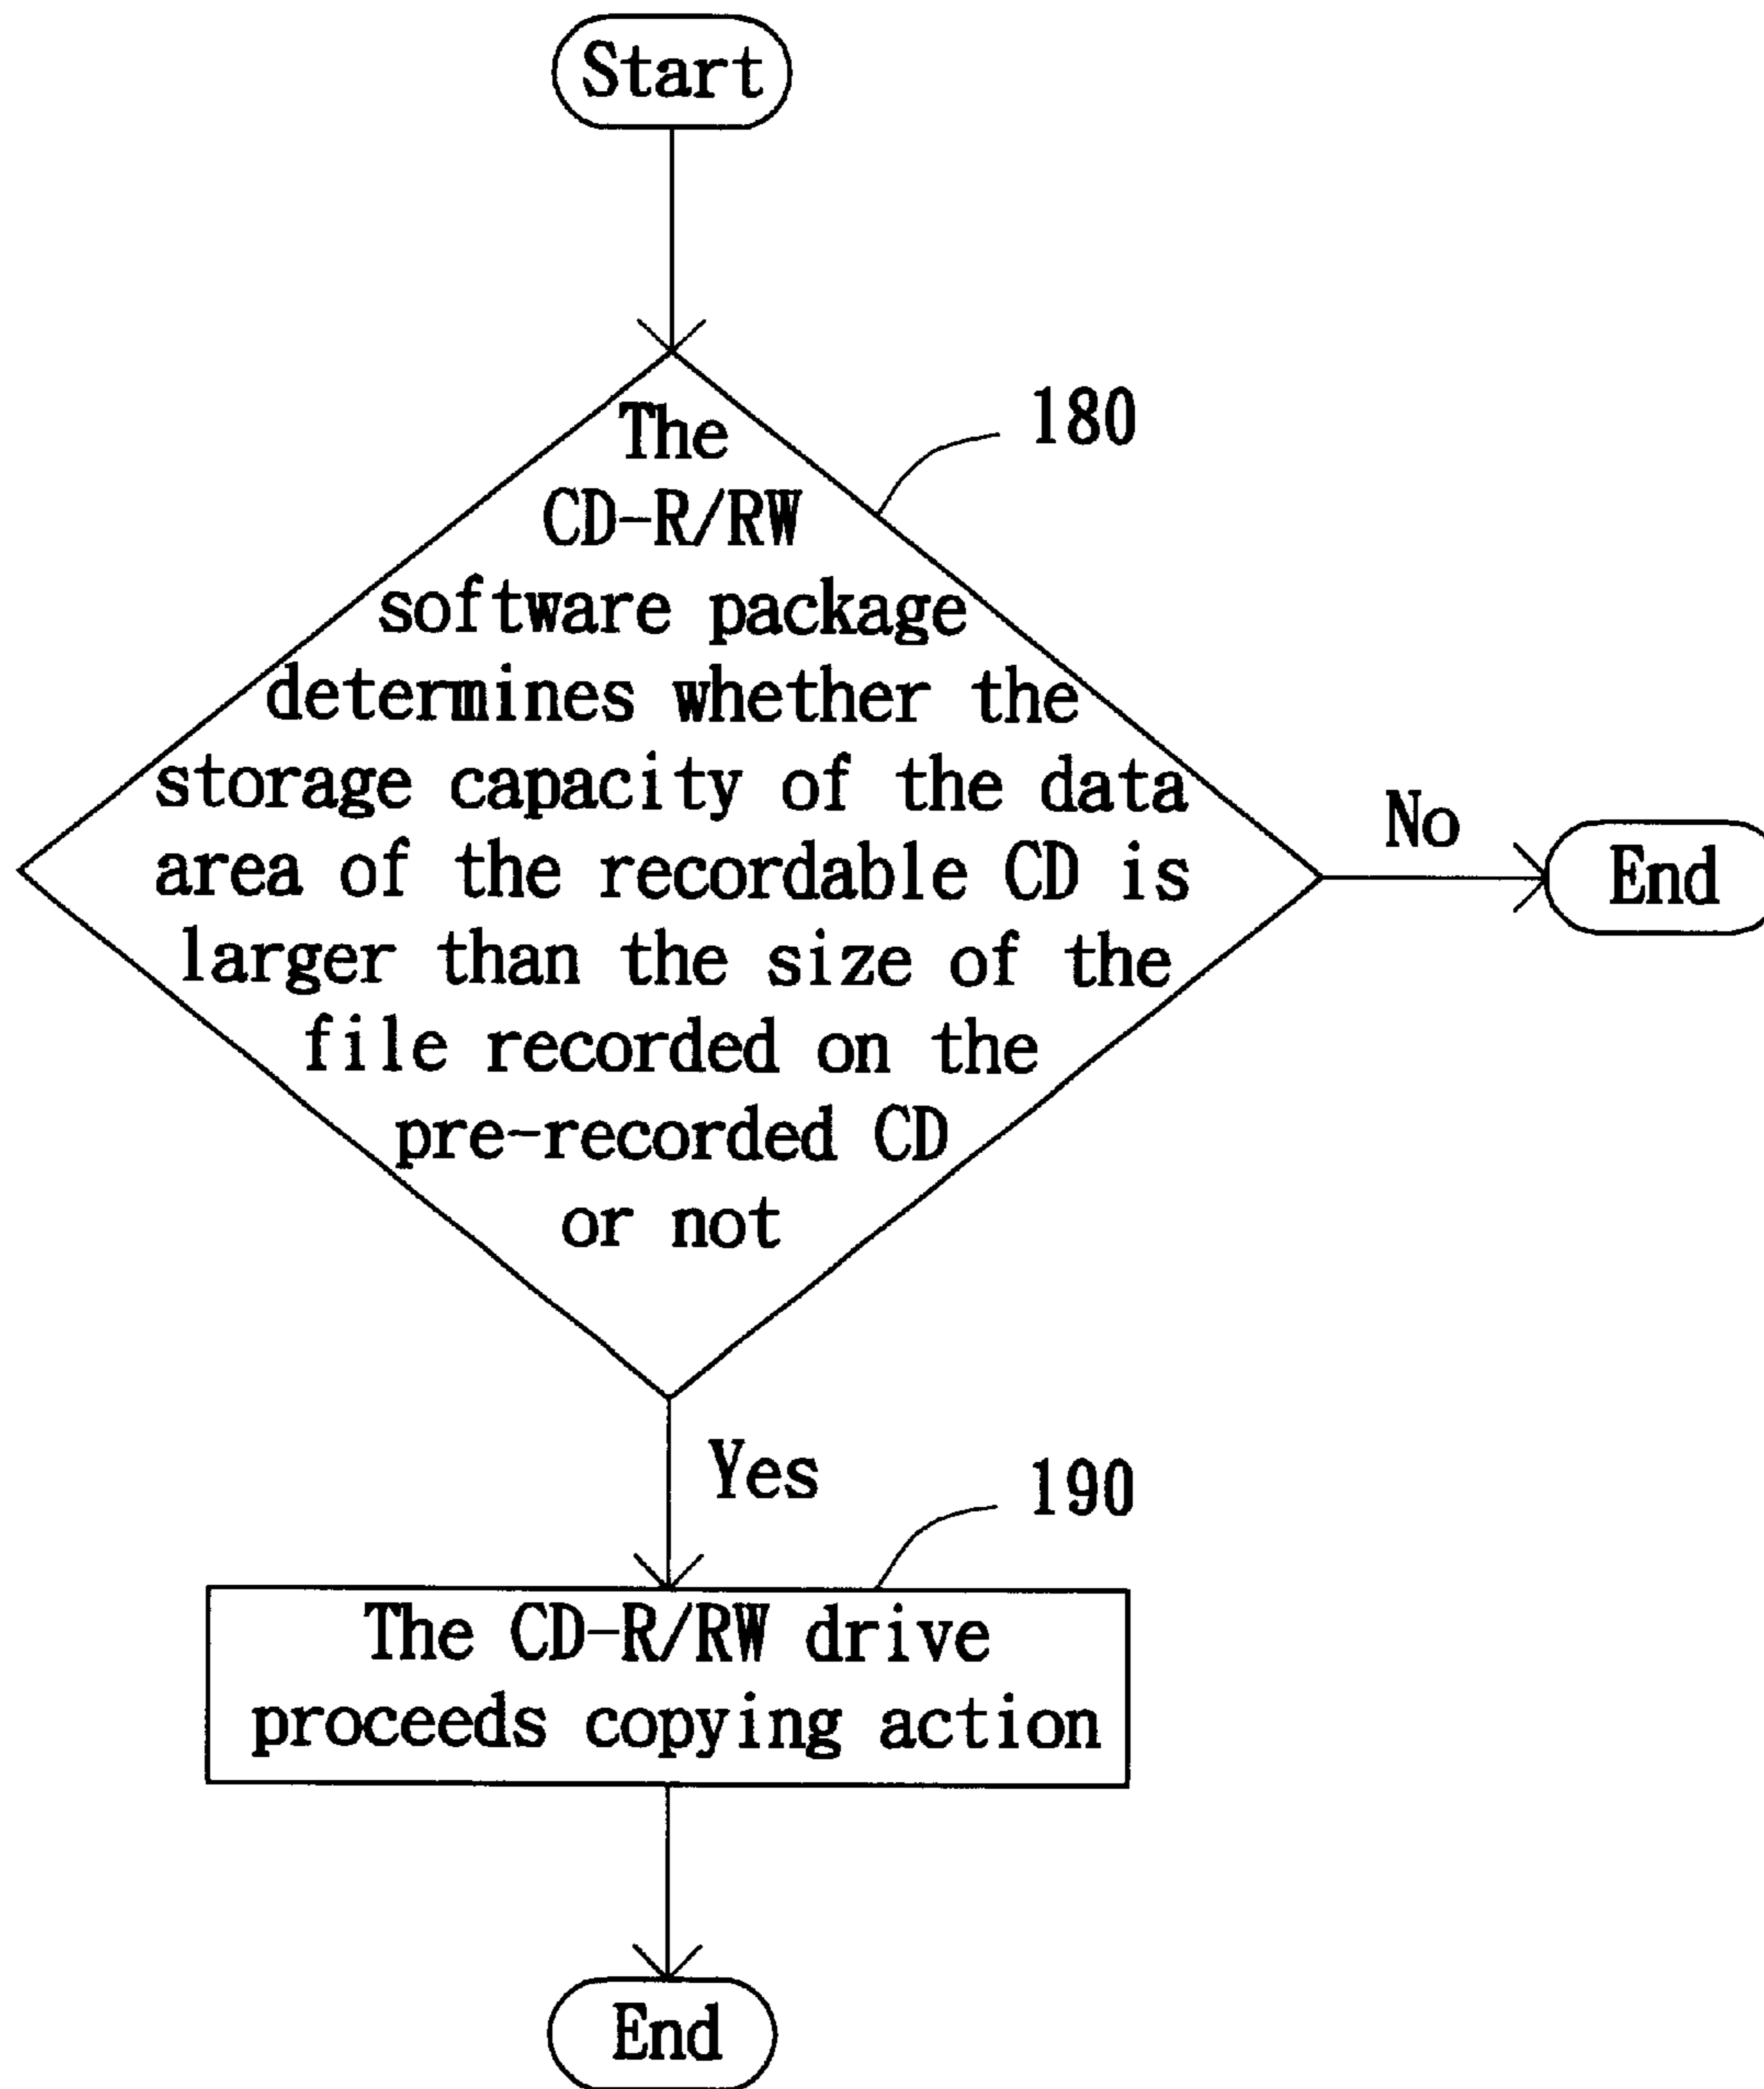 Start
180
The
CD-R/RW
software package
determines whether the
storage capacity of the data
area of the recordable CD is
larger than the size of the
file recorded on the
pre-recorded CD
or not
No
End
Yes
190
The CD-R/RW drive
proceeds copying action
End